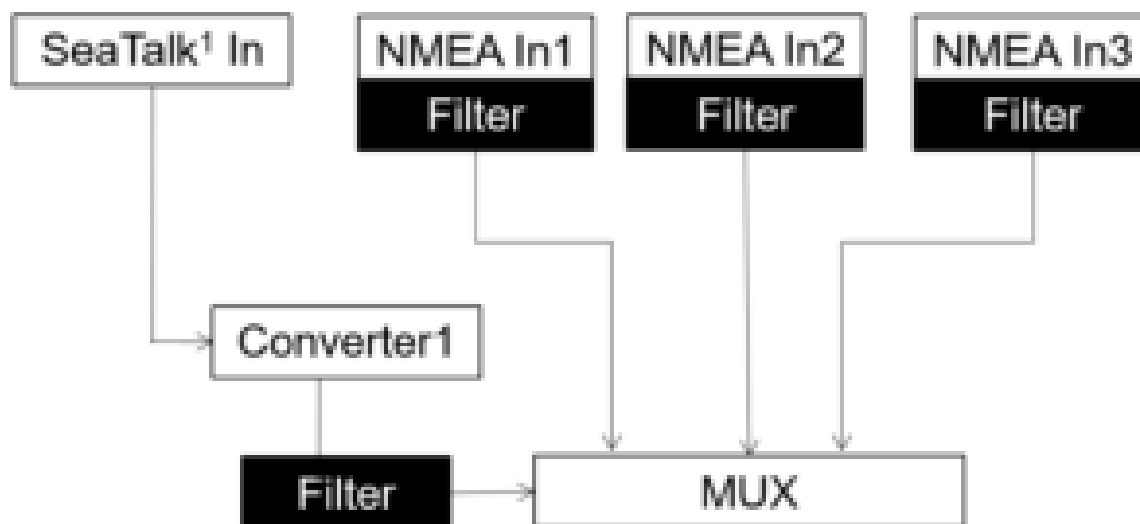 SeaTalk¹ In
NMEA In1
NMEA In2
NMEA In3
Filter
Filter
Filter
Converter1
Filter
MUX